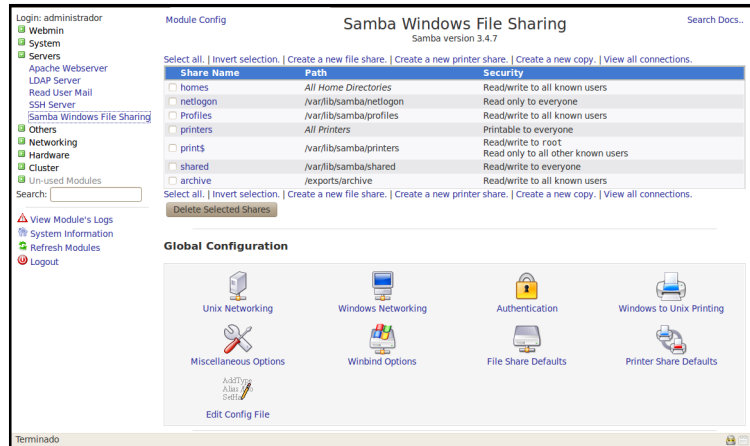 Login: administrador
Webmin
System
Servers
Apache Webserver
LDAP Server
Read User Mail
SSH Server
Samba Windows File Sharing
Others
Networking
Hardware
Cluster
Un-used Modules
Search:
View Module's Logs
System Information
Refresh Modules
Logout
Module Config
Samba Windows File Sharing
Samba version 3.4.7
Search Docs..
Select all. | Invert selection. | Create a new file share. | Create a new printer share. | Create a new copy. | View all connections.
Share Name Path Security
homes All Home Directories Read/write to all known users
netlogon /var/lib/samba/netlogon Read only to everyone
Profiles /var/lib/samba/profiles Read/write to all known users
printers All Printers Printable to everyone
print$ /var/lib/samba/printers Read/write to root
Read only to all other known users
shared /var/lib/samba/shared Read/write to everyone
archive /exports/archive Read/write to all known users
Select all. | Invert selection. | Create a new file share. | Create a new printer share. | Create a new copy. | View all connections.
Delete Selected Shares
Global Configuration
Unix Networking
Windows Networking
Authentication
Windows to Unix Printing
Miscellaneous Options
Winbind Options
File Share Defaults
Printer Share Defaults
AddType
Alias
SetHa
Edit Config File
Terminado